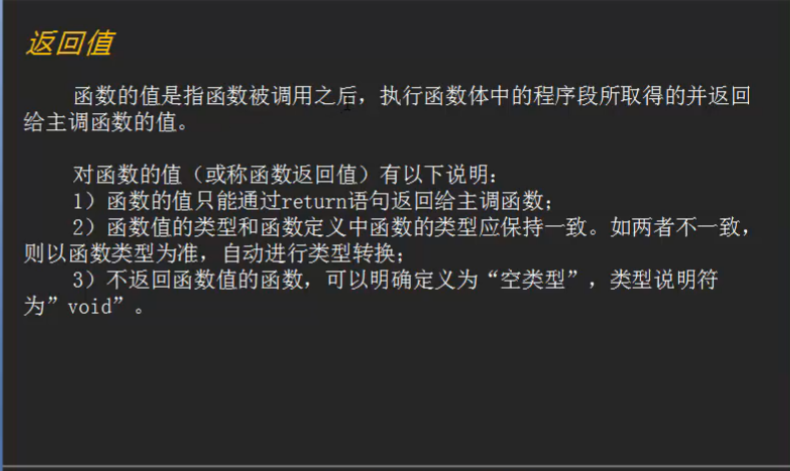 返回值
函数的值是指函数被调用之后，执行函数体中的程序段所取得的并返回
给主调函数的值。
对函数的值（或称函数返回值）有以下说明：
1）函数的值只能通过return语句返回给主调函数；
2）函数值的类型和函数定义中函数的类型应保持一致。如两者不一致，
则以函数类型为准，自动进行类型转换；
3）不返回函数值的函数，可以明确定义为“空类”型，类型说明符
为”void”。